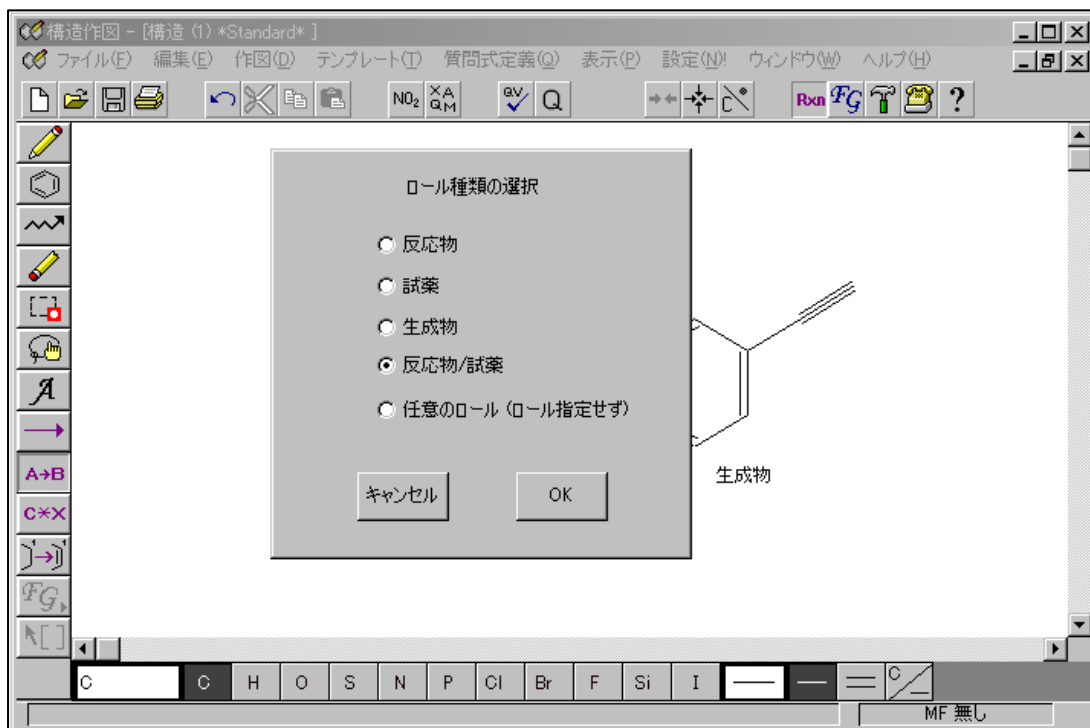 構造作図 - [構造 (1) *Standard* ]
ファイル(F) 編集(E) 作図(D) テンプレート(T) 質問式定義(Q) 表示(P) 設定(N)! ウィンドウ(W) ヘルプ(H)
NO₂ XA QM QV Q Rxn FG ?
ロール種類の選択
反応物
試薬
生成物
反応物/試薬
任意のロール (ロール指定せず)
キャンセル OK
生成物
A
A→B
C*X
FG
C C H O S N P Cl Br F Si I C
MF 無し